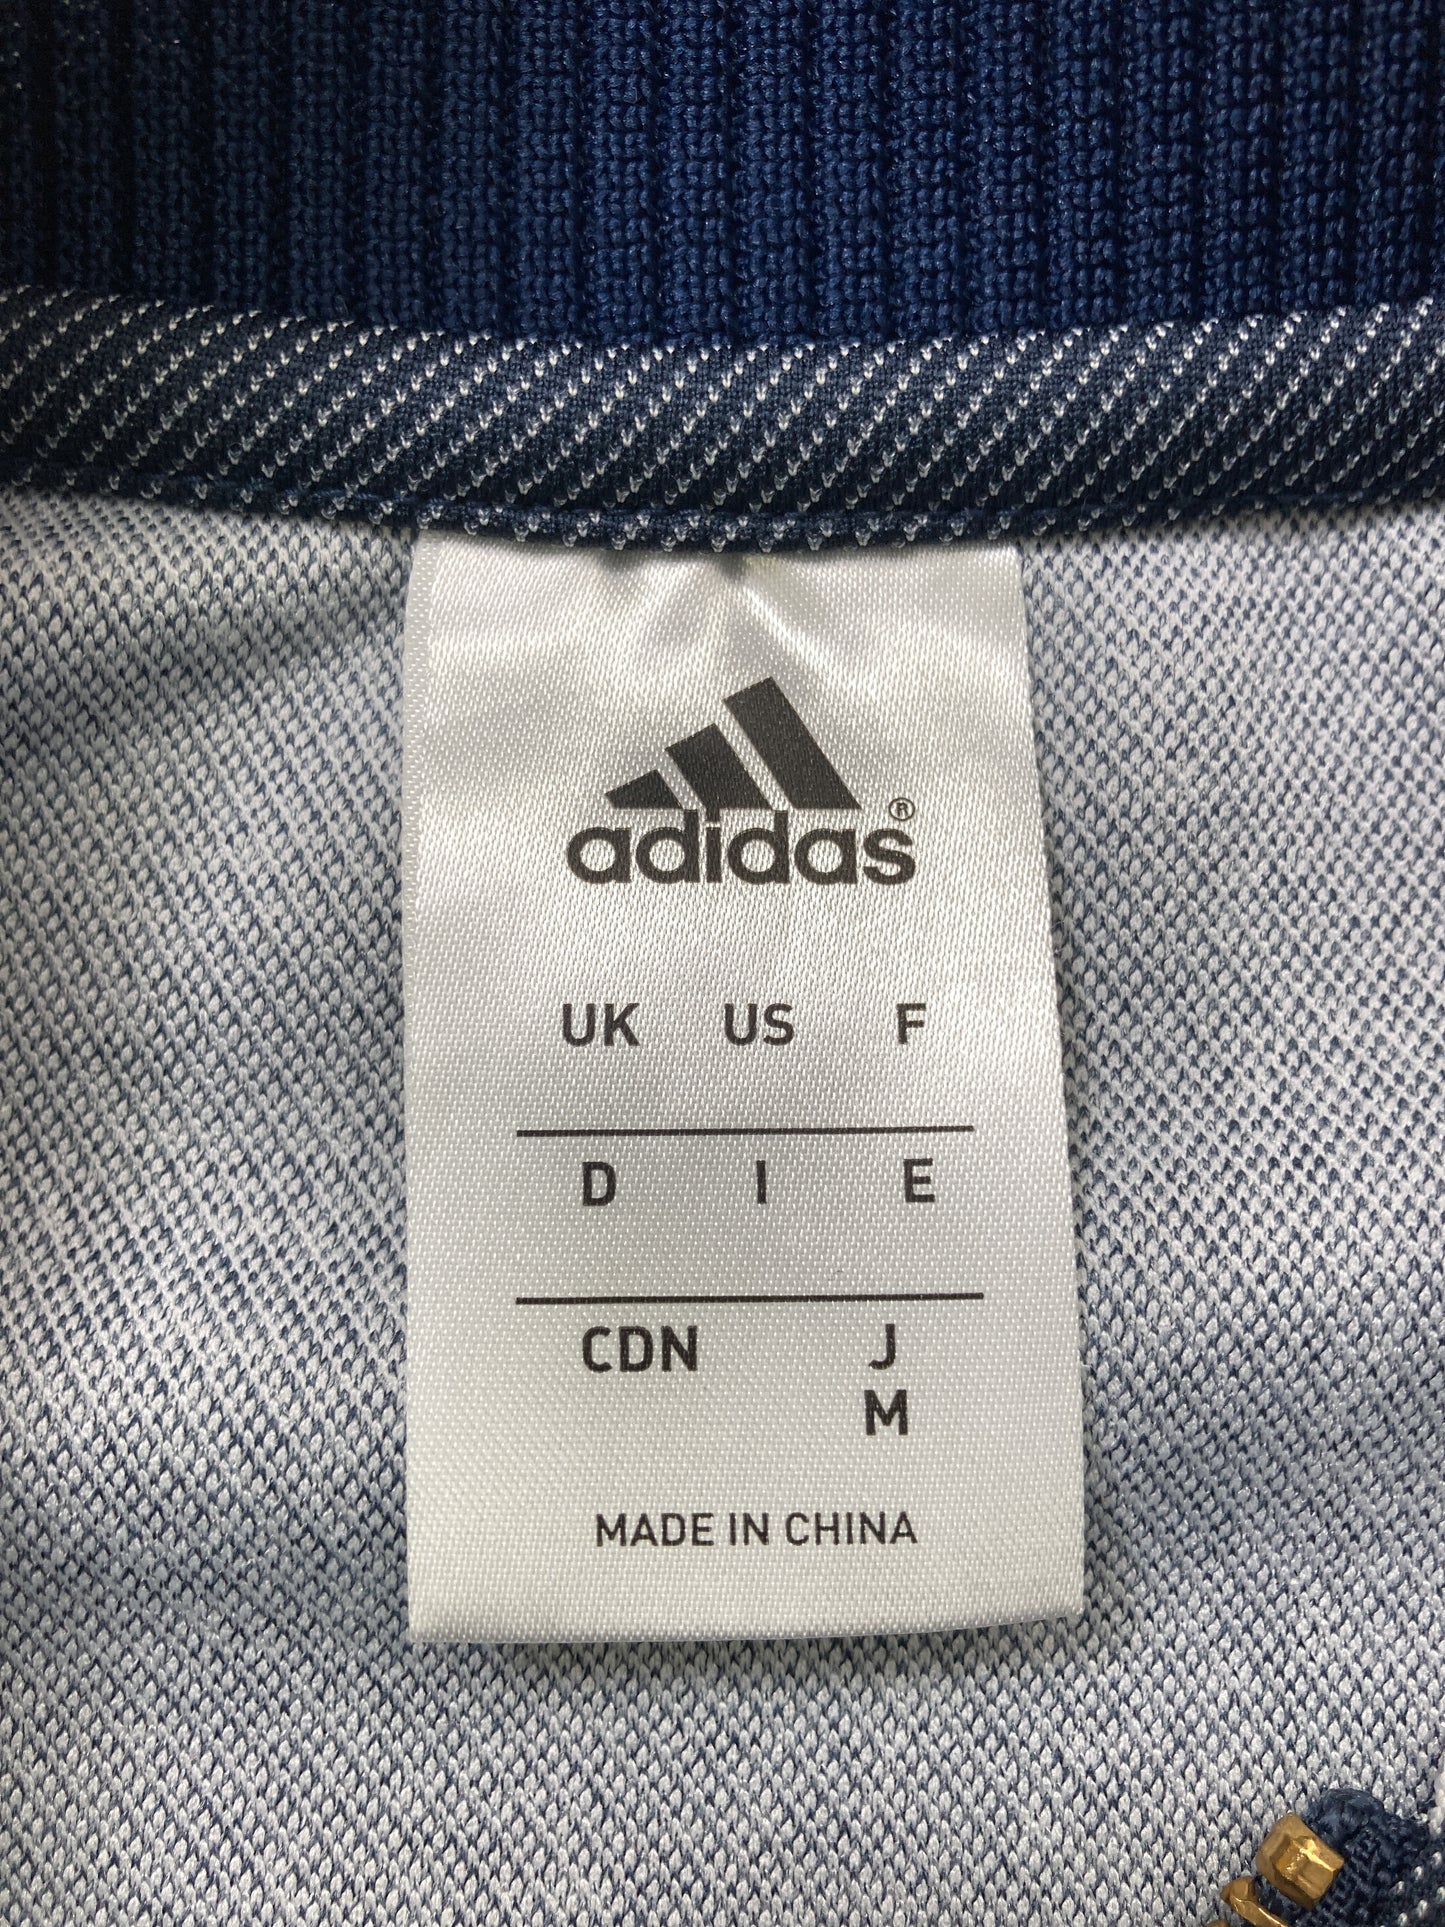 adidas®
UK US F
D I E
CDN J
M
MADE IN CHINA